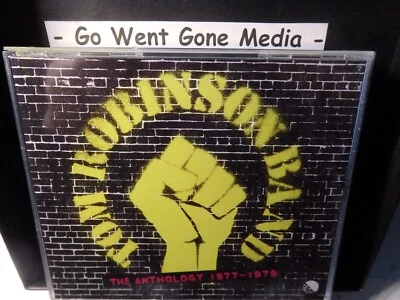 - Go Went Gone Media -
TOM ROBINSON BAND
THE ANTHOLOGY 1977-1979